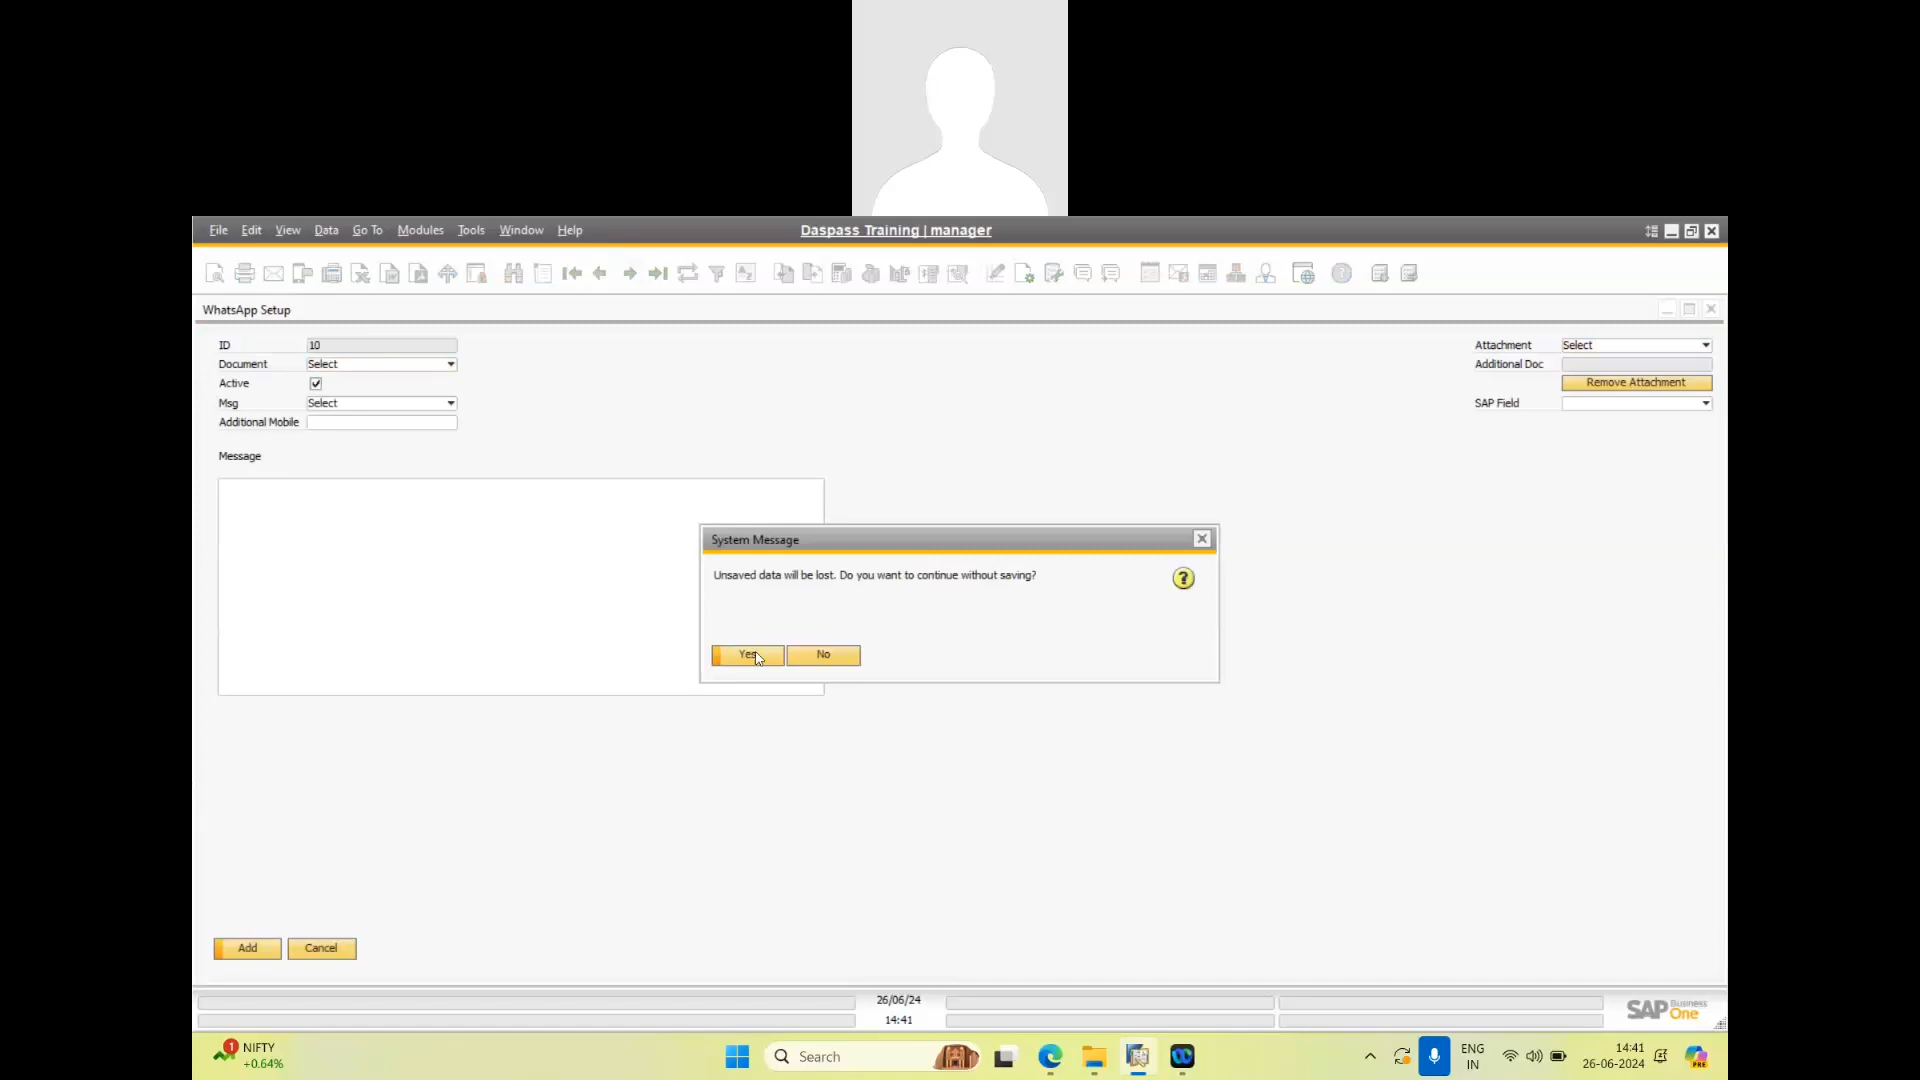 File Edit View Data Go To Modules Tools Window Help
Daspass Training | manager
WhatsApp Setup
ID 10
Document Select
Active
Msg Select
Additional Mobile
Attachment Select
Additional Doc
Remove Attachment
SAP Field
Message
System Message
Unsaved data will be lost. Do you want to continue without saving?
Yes No
Add Cancel
26/06/24
14:41
SAP Business One
1
NIFTY
+0.64%
Search
ENG
IN
14:41
26-06-2024
PRE